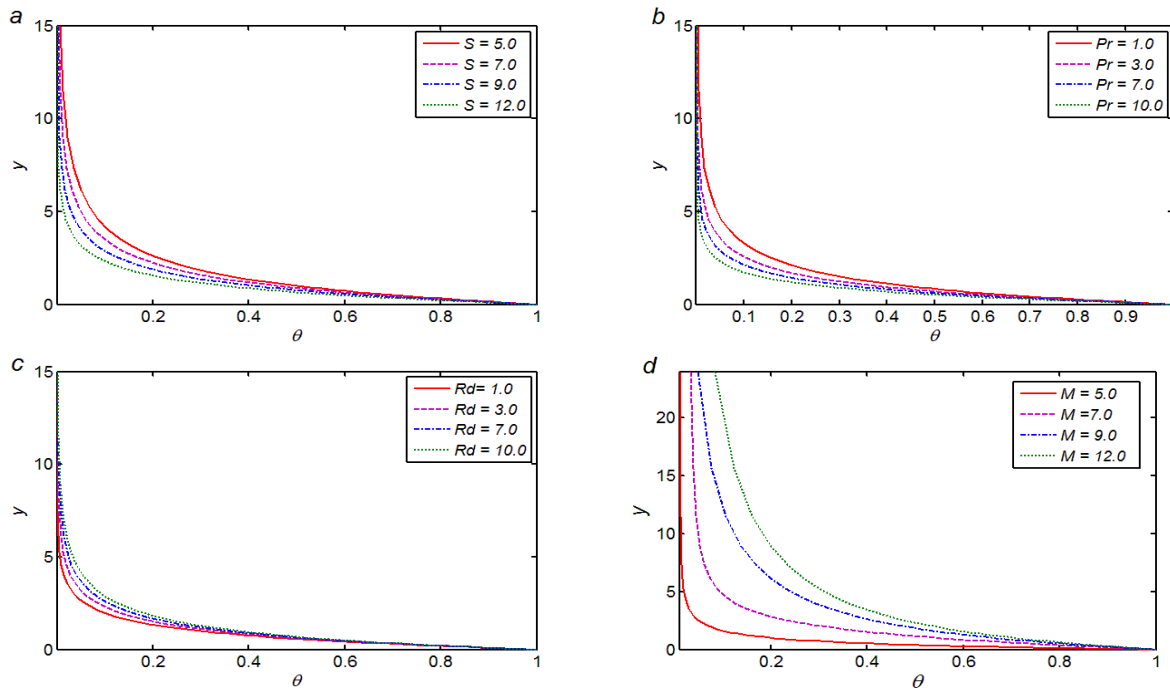 a
15
10
5
0
y
S = 5.0
S = 7.0
S = 9.0
S = 12.0
0.2 0.4 0.6 0.8 1
θ
b
15
10
5
0
y
Pr = 1.0
Pr = 3.0
Pr = 7.0
Pr = 10.0
0.1 0.2 0.3 0.4 0.5 0.6 0.7 0.8 0.9
θ
c
15
10
5
0
y
Rd= 1.0
Rd = 3.0
Rd = 7.0
Rd = 10.0
0.2 0.4 0.6 0.8 1
θ
d
20
15
10
5
0
y
M = 5.0
M =7.0
M = 9.0
M = 12.0
0.2 0.4 0.6 0.8 1
θ